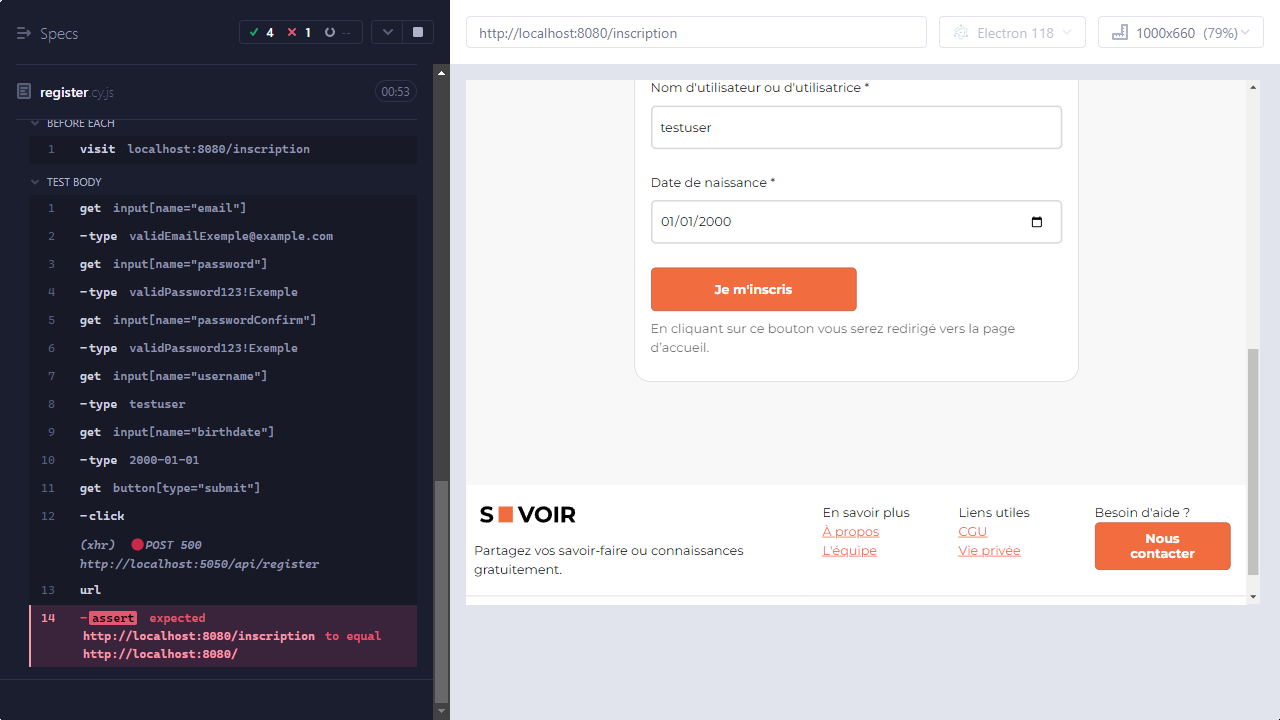 Specs
4 1 --
register.cy.js
00:53
BEFORE EACH
1 visit localhost:8080/inscription
TEST BODY
1 get input[name="email"]
2 -type validEmailExemple@example.com
3 get input[name="password"]
4 -type validPassword123!Exemple
5 get input[name="passwordConfirm"]
6 -type validPassword123!Exemple
7 get input[name="username"]
8 -type testuser
9 get input[name="birthdate"]
10 -type 2000-01-01
11 get button[type="submit"]
12 -click
(xhr) POST 500
http://localhost:5050/api/register
13 url
14 -assert expected
http://localhost:8080/inscription to equal
http://localhost:8080/
http://localhost:8080/inscription
Electron 118
1000x660 (79%)
Nom d'utilisateur ou d'utilisatrice *
testuser
Date de naissance *
01/01/2000
Je m'inscris
En cliquant sur ce bouton vous serez redirigé vers la page
d’accueil.
S VOIR
Partagez vos savoir-faire ou connaissances
gratuitement.
En savoir plus
À propos
L'équipe
Liens utiles
CGU
Vie privée
Besoin d'aide ?
Nous
contacter